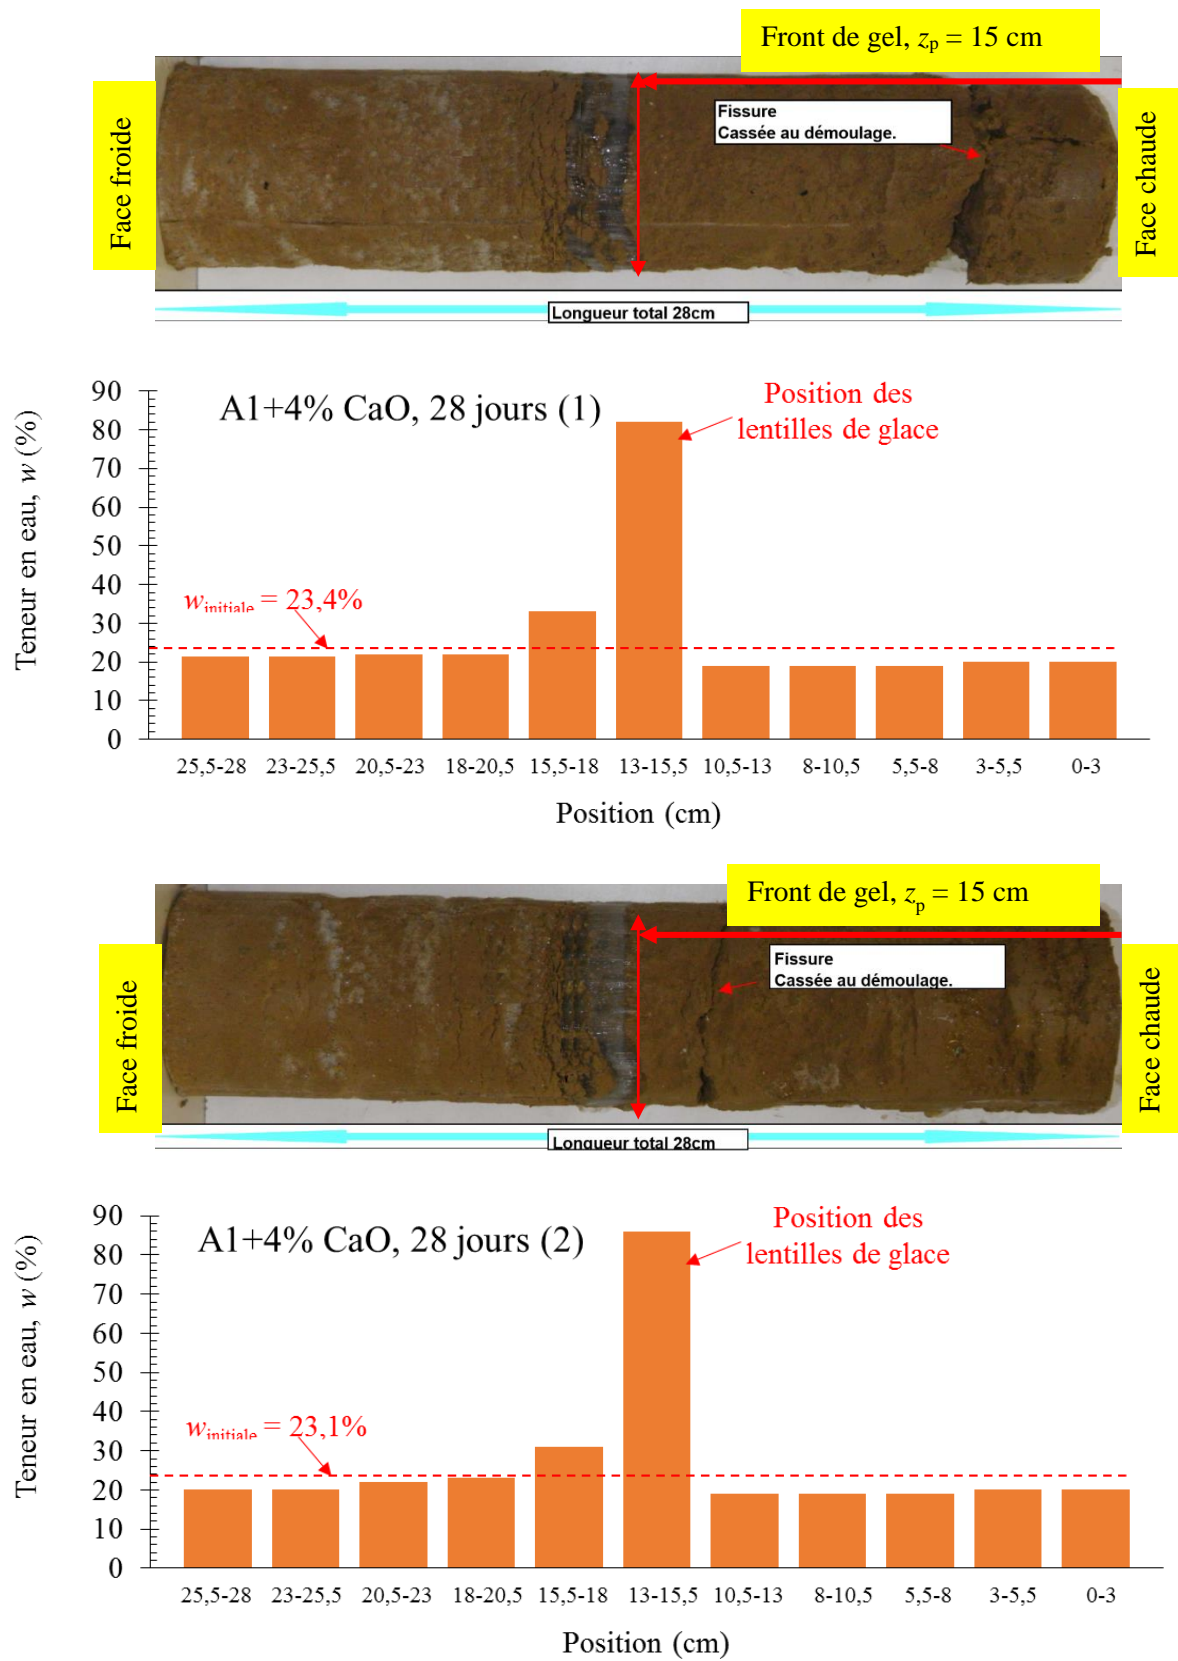 Front de gel, zp = 15 cm
Face froide
Fissure
Cassée au démoulage.
Face chaude
Longueur total 28cm
90
80
70
60
50
40
30
20
10
0
Teneur en eau, w (%)
A1+4% CaO, 28 jours (1)
Position des
lentilles de glace
winitiale = 23,4%
25,5-28 23-25,5 20,5-23 18-20,5 15,5-18 13-15,5 10,5-13 8-10,5 5,5-8 3-5,5 0-3
Position (cm)
Front de gel, zp = 15 cm
Face froide
Fissure
Cassée au démoulage.
Face chaude
Longueur total 28cm
90
80
70
60
50
40
30
20
10
0
Teneur en eau, w (%)
A1+4% CaO, 28 jours (2)
Position des
lentilles de glace
winitiale = 23,1%
25,5-28 23-25,5 20,5-23 18-20,5 15,5-18 13-15,5 10,5-13 8-10,5 5,5-8 3-5,5 0-3
Position (cm)